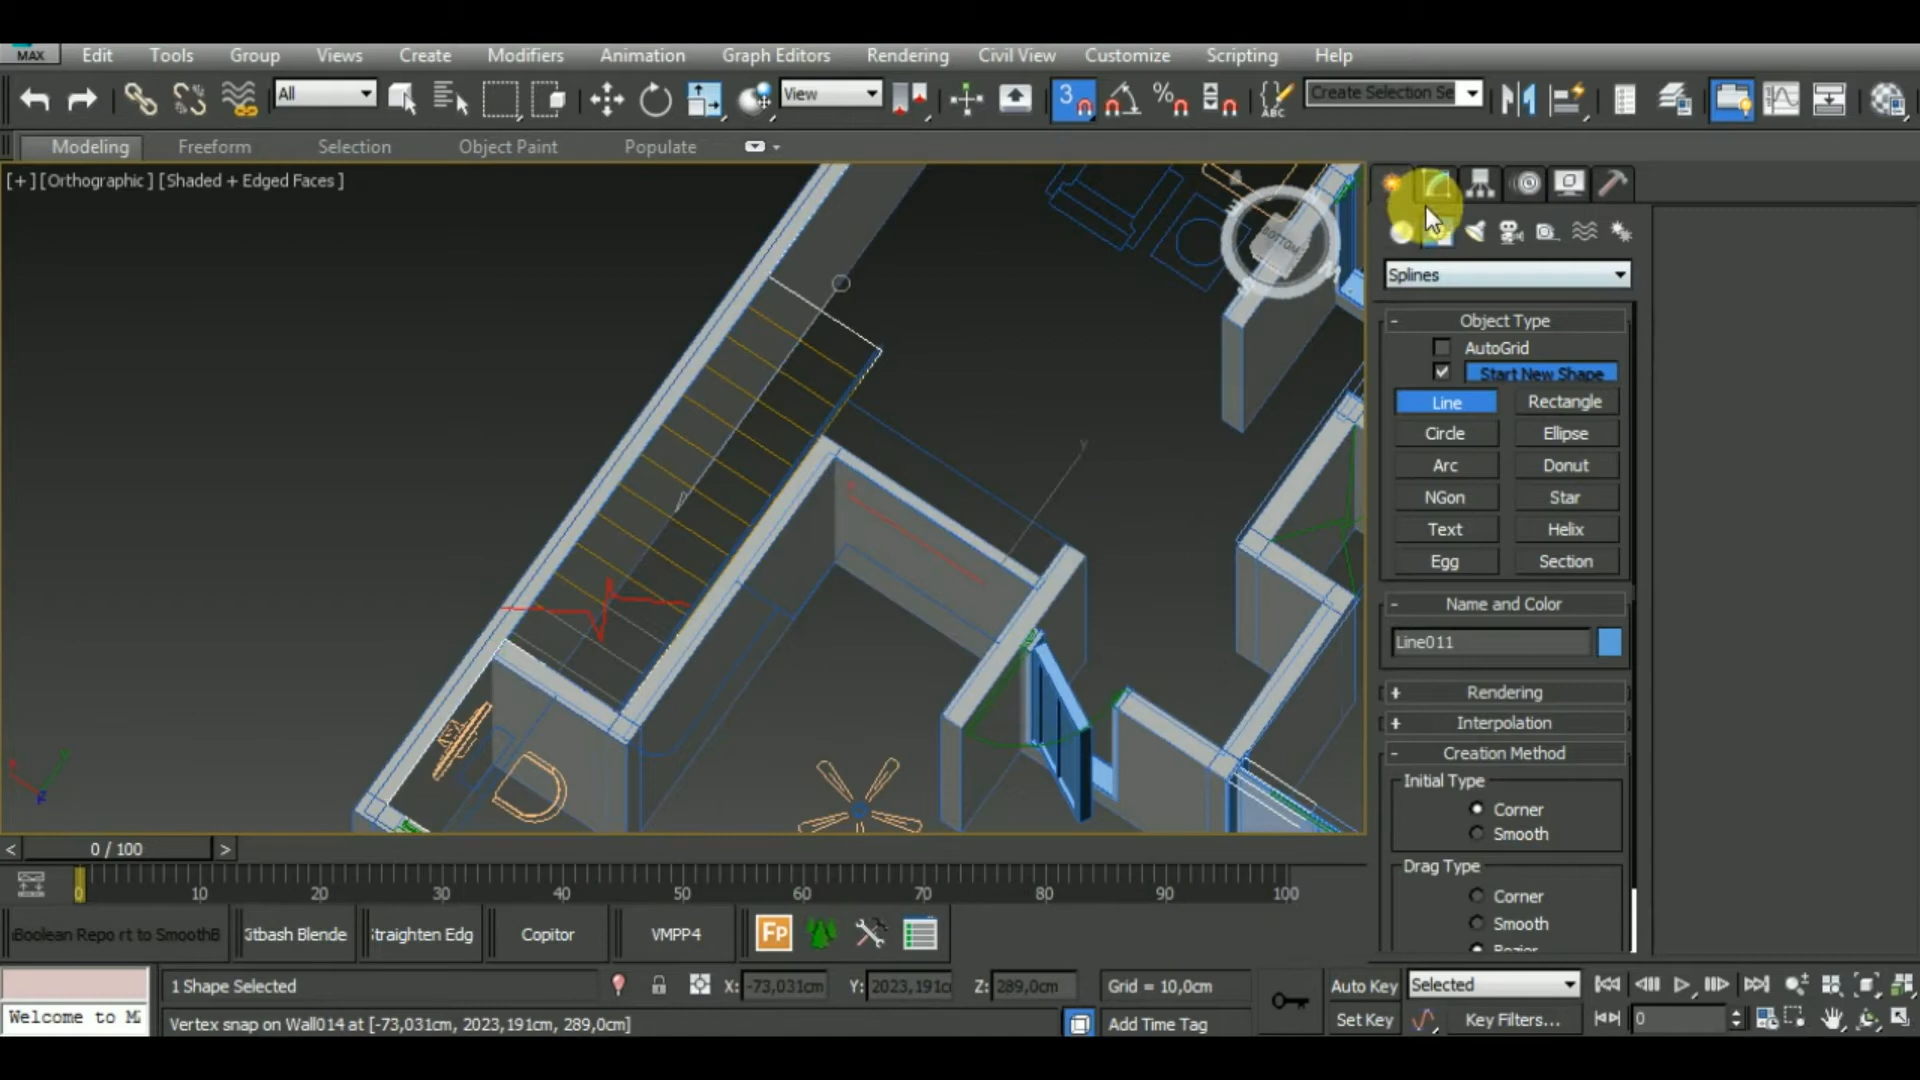 MAX Edit Tools Group Views Create Modifiers Animation Graph Editors Rendering Civil View Customize Scripting Help
All View 3 % ABC Create Selection Se
Modeling Freeform Selection Object Paint Populate
[+][Orthographic][Shaded + Edged Faces]
BOTTOM
y
Splines
- Object Type
AutoGrid
Start New Shape
Line Rectangle
Circle Ellipse
Arc Donut
NGon Star
Text Helix
Egg Section
- Name and Color
Line011
+ Rendering
+ Interpolation
- Creation Method
Initial Type
Corner
Smooth
Drag Type
Corner
Smooth
Bezier
< 0 / 100 >
0 10 20 30 40 50 60 70 80 90 100
Boolean Repo rt to SmoothB itbash Blende traighten Edg Copitor VMPP4 FP
1 Shape Selected X: -73,031cm Y: 2023,191c Z: 289,0cm Grid = 10,0cm Auto Key Selected
Welcome to M Vertex snap on Wall014 at [-73,031cm, 2023,191cm, 289,0cm] Add Time Tag Set Key Key Filters... 0